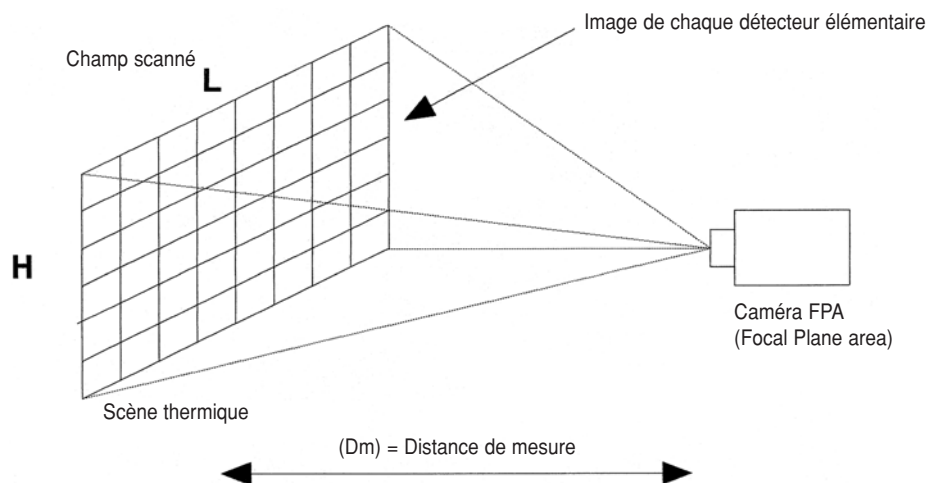 Image de chaque détecteur élémentaire
Champ scanné
L
H
Caméra FPA
(Focal Plane area)
Scène thermique
(Dm) = Distance de mesure